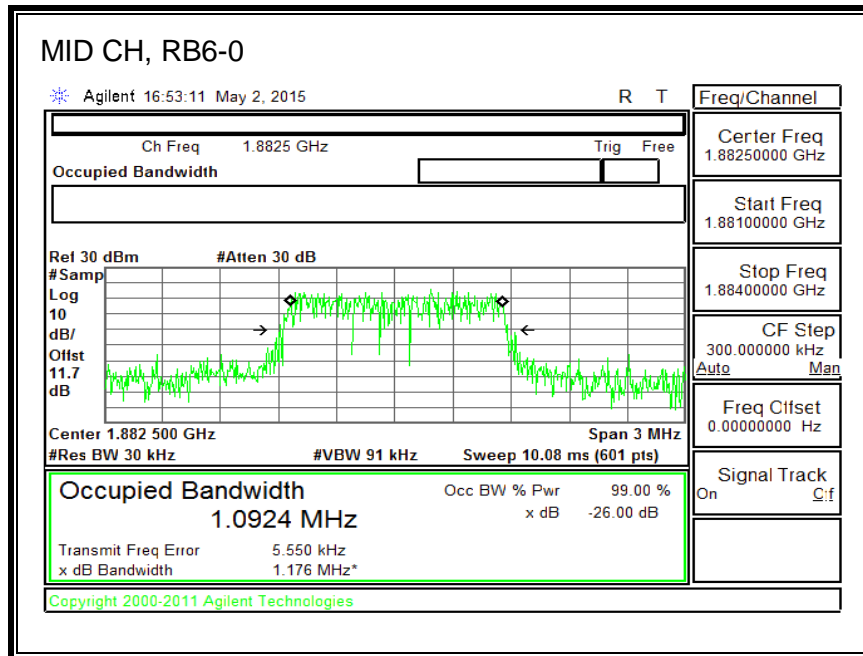 MID CH, RB6-0
Agilent 16:53:11 May 2, 2015 R T
Freq/Channel
Ch Freq 1.8825 GHz Trig Free
Occupied Bandwidth
Center Freq
1.88250000 GHz
Start Freq
1.88100000 GHz
Stop Freq
1.88400000 GHz
CF Step
300.000000 kHz
Auto Man
Freq Offset
0.00000000 Hz
Signal Track
On Off
Ref 30 dBm #Atten 30 dB
#Samp
Log
10
dB/
Offst
11.7
dB
Center 1.882 500 GHz Span 3 MHz
#Res BW 30 kHz #VBW 91 kHz Sweep 10.08 ms (601 pts)
Occupied Bandwidth Occ BW % Pwr 99.00 %
1.0924 MHz x dB -26.00 dB
Transmit Freq Error 5.550 kHz
x dB Bandwidth 1.176 MHz*
Copyright 2000-2011 Agilent Technologies